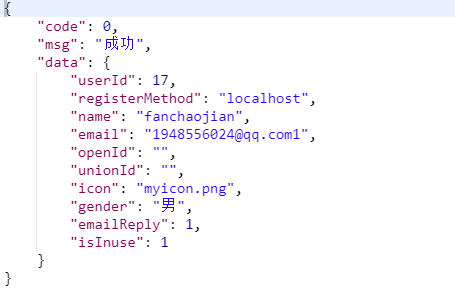 {
    "code": 0,
    "msg": "成功",
    "data": {
        "userId": 17,
        "registerMethod": "localhost",
        "name": "fanchaojian",
        "email": "1948556024@qq.com1",
        "openId": "",
        "unionId": "",
        "icon": "myicon.png",
        "gender": "男",
        "emailReply": 1,
        "isInuse": 1
    }
}